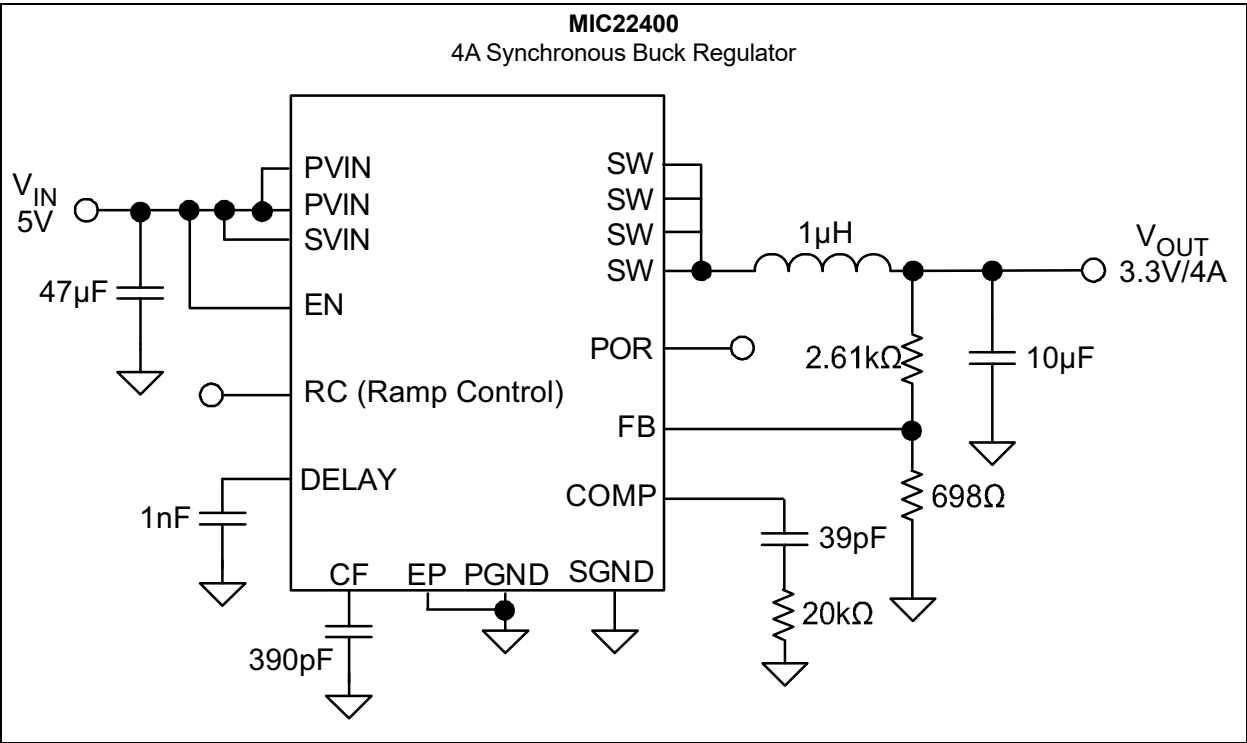 MIC22400
4A Synchronous Buck Regulator
VIN
5V
47µF
PVIN
PVIN
SVIN
EN
RC (Ramp Control)
DELAY
1nF
CF
EP
PGND
SGND
390pF
SW
SW
SW
SW
1µH
VOUT
3.3V/4A
POR
2.61kΩ
10µF
FB
COMP
698Ω
39pF
20kΩ